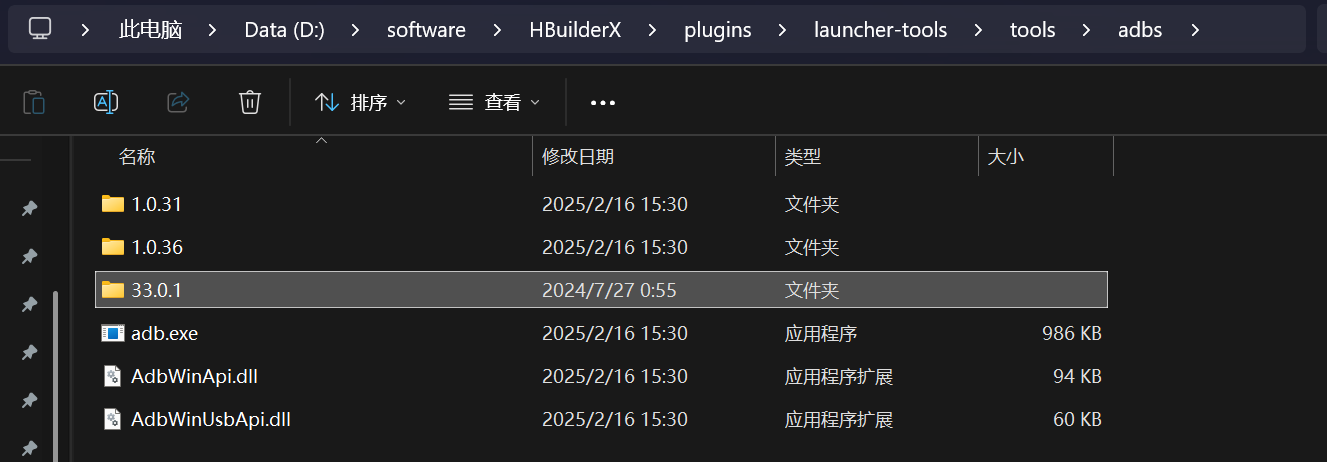 此电脑 Data (D:) software HBuilderX plugins launcher-tools tools adbs
排序 查看
名称 修改日期 类型 大小
1.0.31 2025/2/16 15:30 文件夹
1.0.36 2025/2/16 15:30 文件夹
33.0.1 2024/7/27 0:55 文件夹
adb.exe 2025/2/16 15:30 应用程序 986 KB
AdbWinApi.dll 2025/2/16 15:30 应用程序扩展 94 KB
AdbWinUsbApi.dll 2025/2/16 15:30 应用程序扩展 60 KB